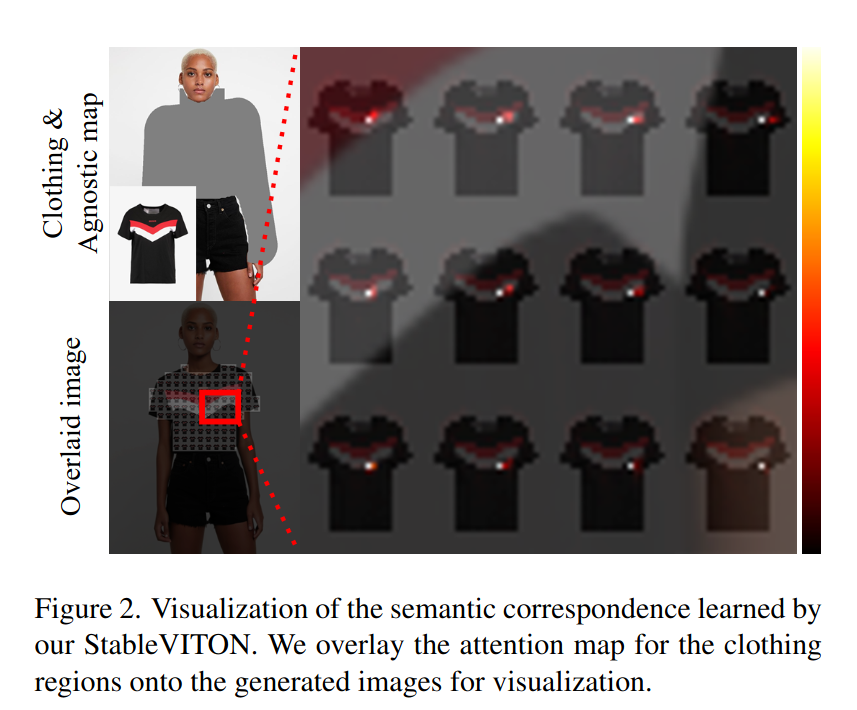 Clothing &
Agnostic map
Overlaid image
Figure 2. Visualization of the semantic correspondence learned by
our StableVITON. We overlay the attention map for the clothing
regions onto the generated images for visualization.